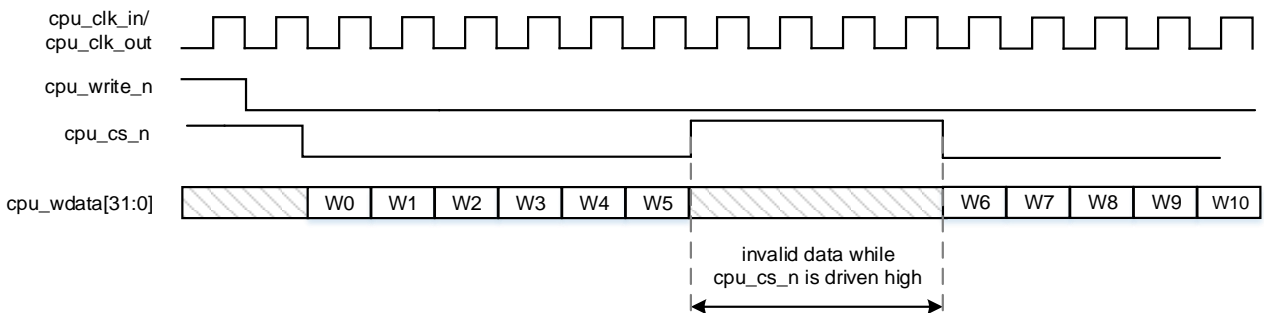 cpu_clk_in/
cpu_clk_out
cpu_write_n
cpu_cs_n
cpu_wdata[31:0] W0 W1 W2 W3 W4 W5 W6 W7 W8 W9 W10
invalid data while
cpu_cs_n is driven high